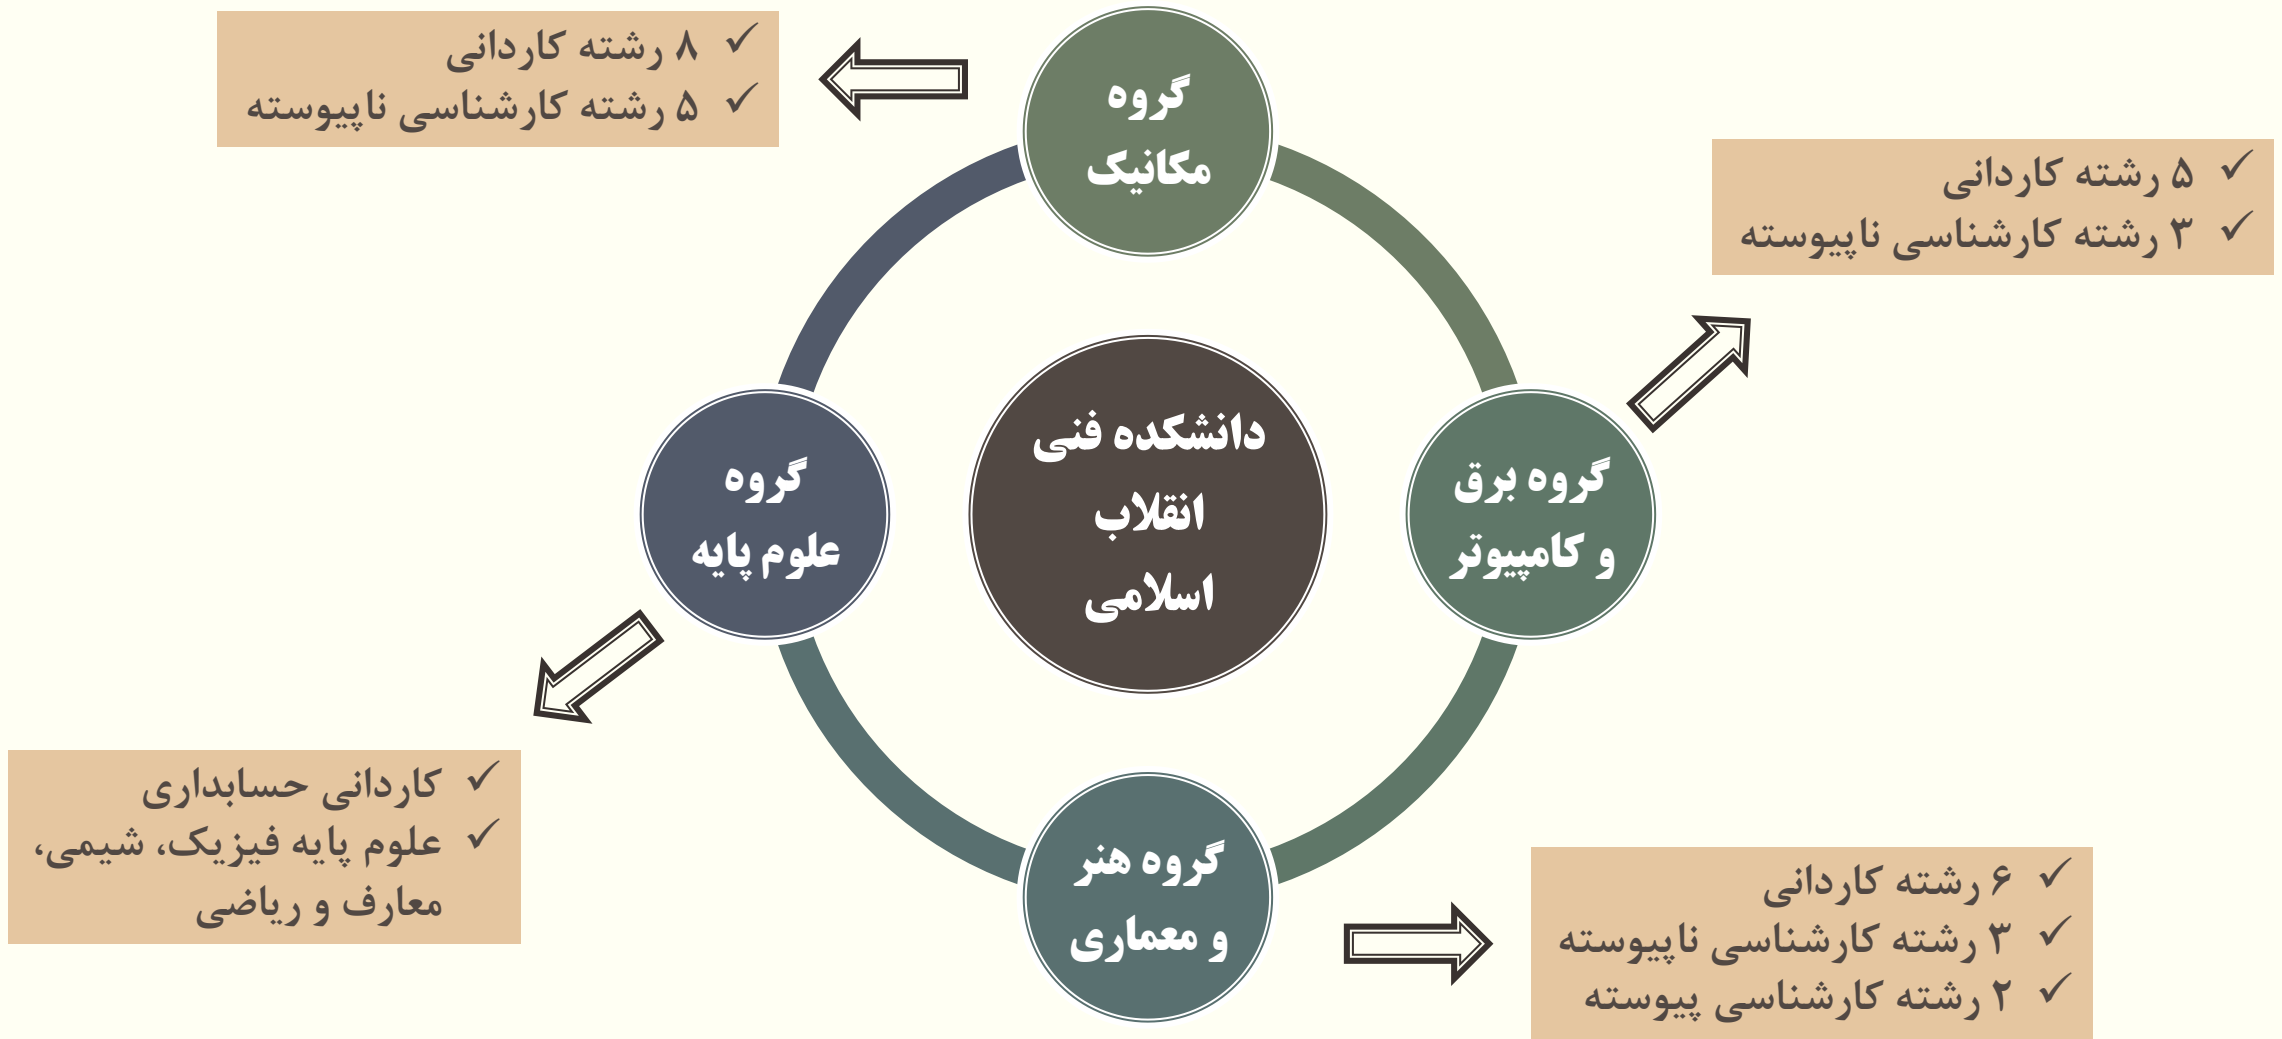 گروه
مکانیک
۸ رشته کاردانی
۵ رشته کارشناسی ناپیوسته
گروه برق
و کامپیوتر
۵ رشته کاردانی
۳ رشته کارشناسی ناپیوسته
دانشکده فنی
انقلاب
اسلامی
گروه
علوم پایه
کاردانی حسابداری
علوم پایه فیزیک، شیمی،
معارف و ریاضی
گروه هنر
و معماری
۶ رشته کاردانی
۳ رشته کارشناسی ناپیوسته
۲ رشته کارشناسی پیوسته